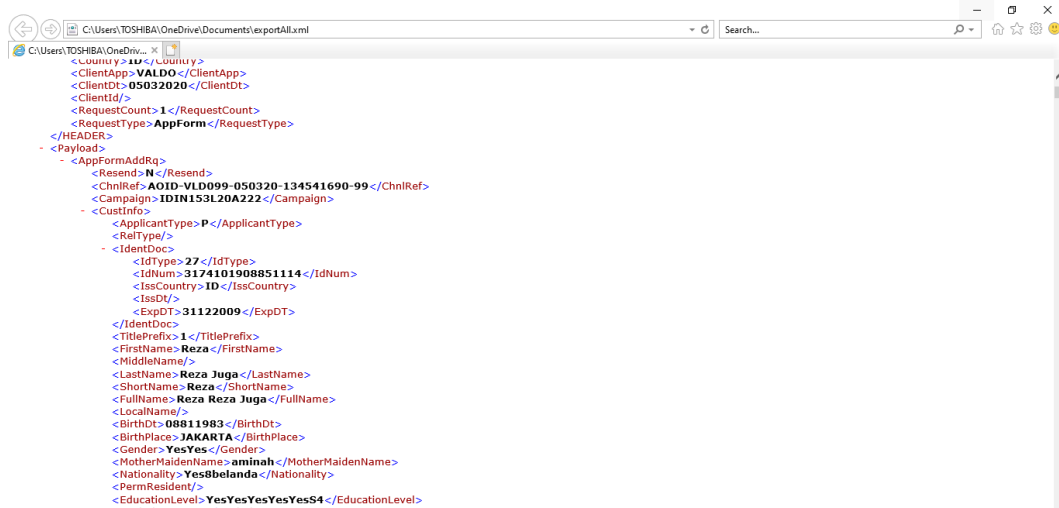 C:\Users\TOSHIBA\OneDrive\Documents\exportAll.xml
Search...
C:\Users\TOSHIBA\OneDriv...
<Country>ID</Country>
<ClientApp>VALDO</ClientApp>
<ClientDt>05032020</ClientDt>
<ClientId/>
<RequestCount>1</RequestCount>
<RequestType>AppForm</RequestType>
</HEADER>
- <Payload>
- <AppFormAddRq>
<Resend>N</Resend>
<ChnlRef>AOID-VLD099-050320-134541690-99</ChnlRef>
<Campaign>IDIN153L20A222</Campaign>
- <CustInfo>
<ApplicantType>P</ApplicantType>
<RelType/>
- <IdentDoc>
<IdType>27</IdType>
<IdNum>3174101908851114</IdNum>
<IssCountry>ID</IssCountry>
<IssDt/>
<ExpDT>31122009</ExpDT>
</IdentDoc>
<TitlePrefix>1</TitlePrefix>
<FirstName>Reza</FirstName>
<MiddleName/>
<LastName>Reza Juga</LastName>
<ShortName>Reza</ShortName>
<FullName>Reza Reza Juga</FullName>
<LocalName/>
<BirthDt>08811983</BirthDt>
<BirthPlace>JAKARTA</BirthPlace>
<Gender>YesYes</Gender>
<MotherMaidenName>aminah</MotherMaidenName>
<Nationality>Yes8belanda</Nationality>
<PermResident/>
<EducationLevel>YesYesYesYesYesS4</EducationLevel>